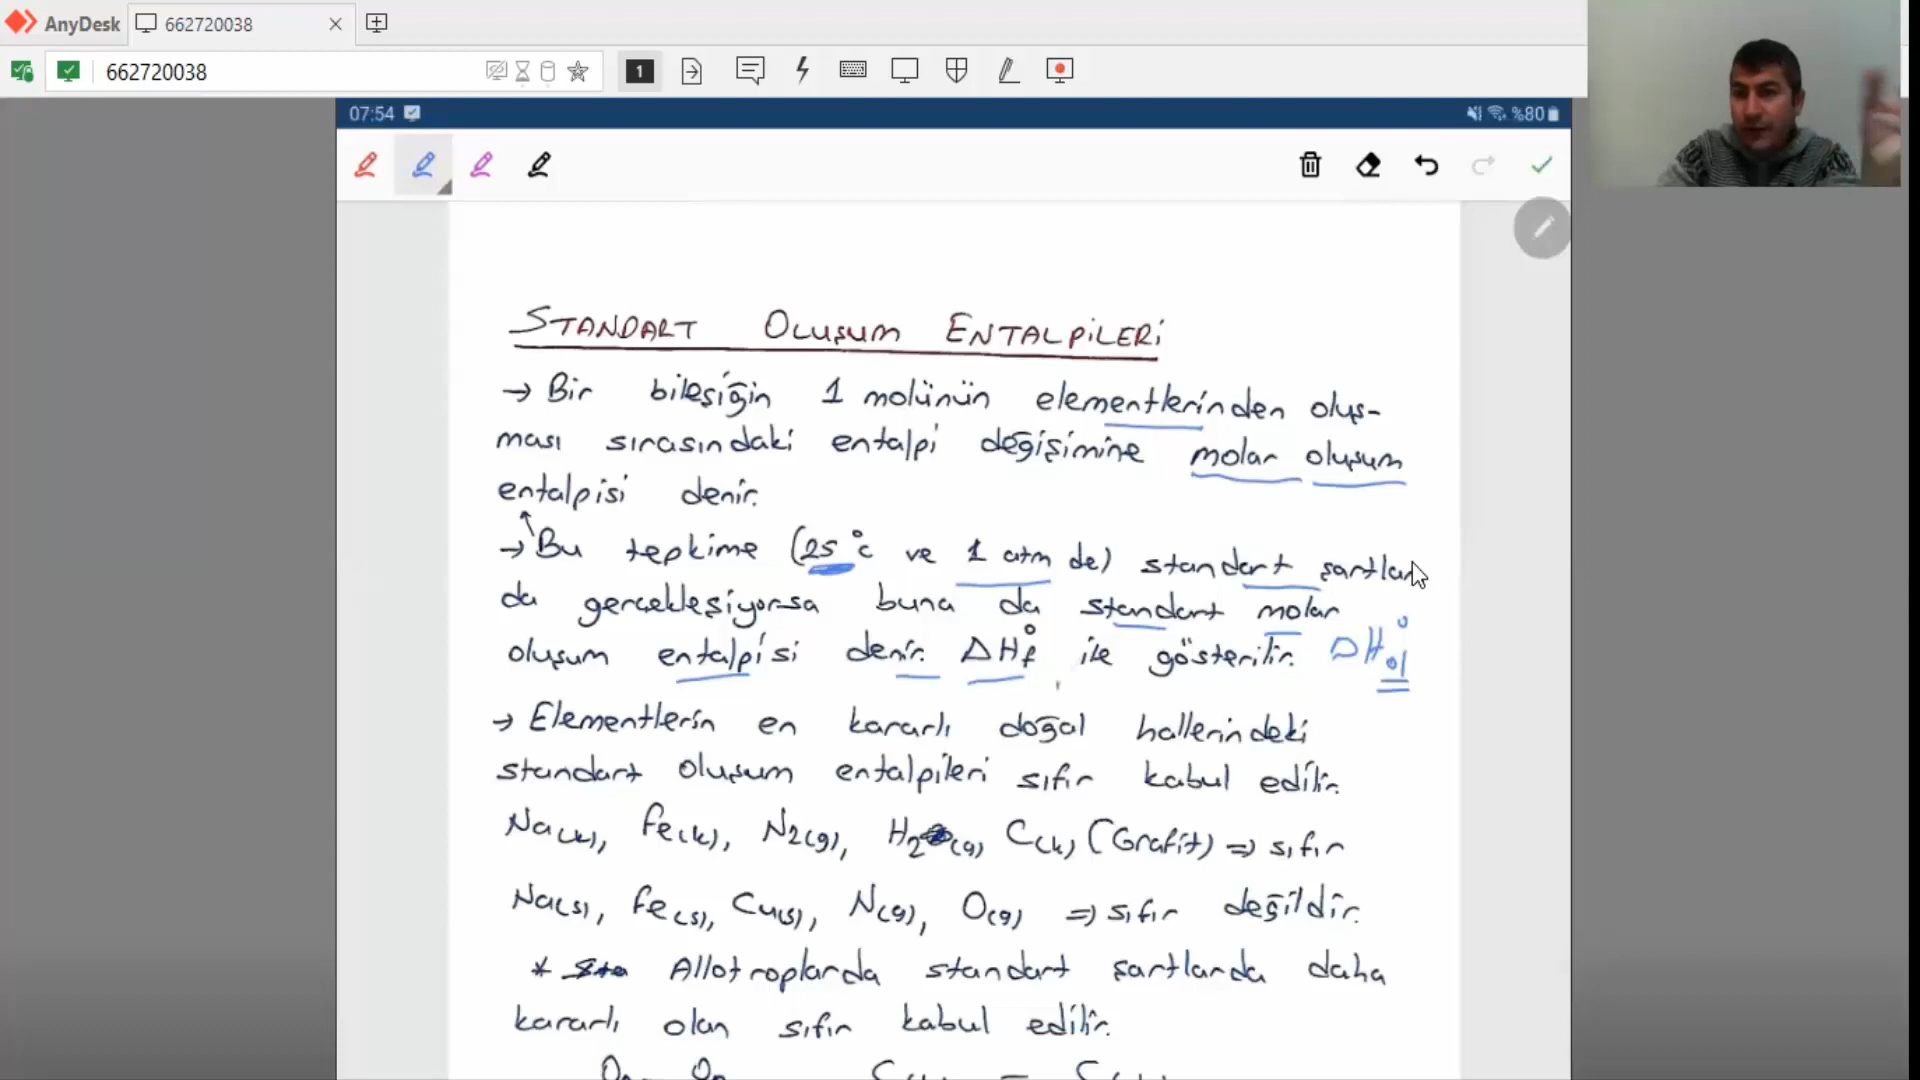 AnyDesk
662720038
662720038
1
07:54
%80
STANDART OLUŞUM ENTALPİLERİ
→ Bir bileşiğin 1 molünün elementlerinden oluş-
ması sırasındaki entalpi değişimine molar oluşum
entalpisi denir.
→ Bu tepkime (25°c ve 1 atm de) standart şartlar
da gerçekleşiyorsa buna da standart molar
oluşum entalpisi denir. ΔH°f ile gösterilir. ΔH°ol
→ Elementlerin en kararlı doğal hallerindeki
standart oluşum entalpileri sıfır kabul edilir.
Na(k), Fe(k), N2(g), H2(g) C(k) (Grafit) => sıfır
Na(s), Fe(s), Cu(s), N(g), O(g) => sıfır değildir.
* Allotroplarda standart şartlarda daha
kararlı olan sıfır kabul edilir.